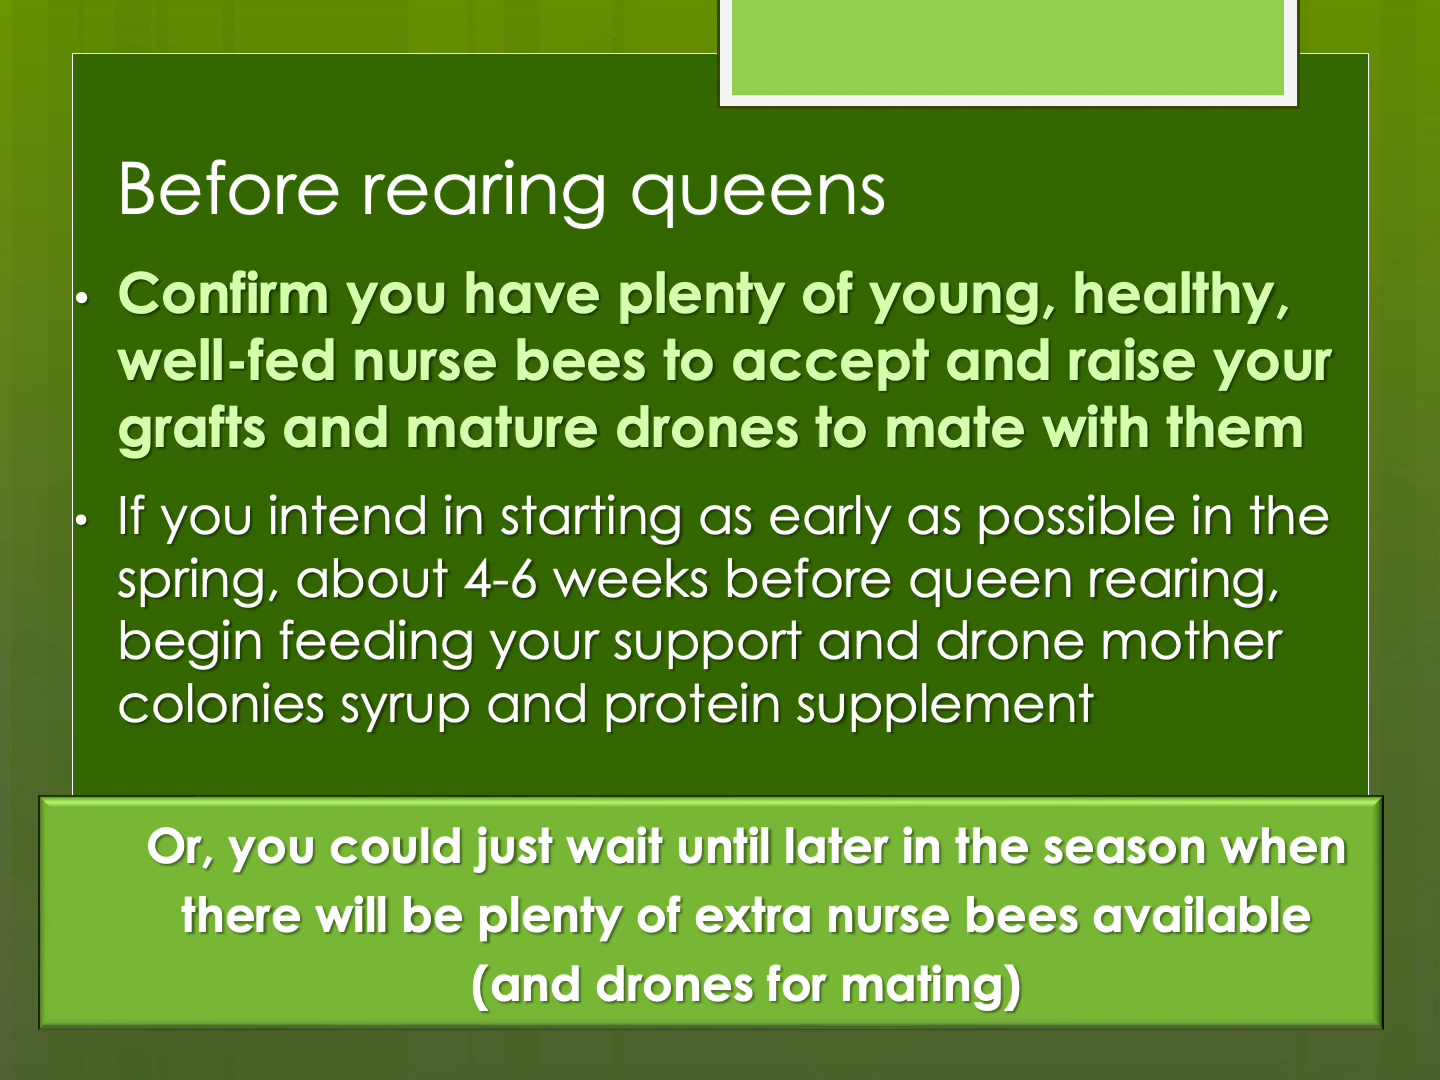 Before rearing queens
• Confirm you have plenty of young, healthy,
well-fed nurse bees to accept and raise your
grafts and mature drones to mate with them
• If you intend in starting as early as possible in the
spring, about 4-6 weeks before queen rearing,
begin feeding your support and drone mother
colonies syrup and protein supplement
Or, you could just wait until later in the season when
there will be plenty of extra nurse bees available
(and drones for mating)